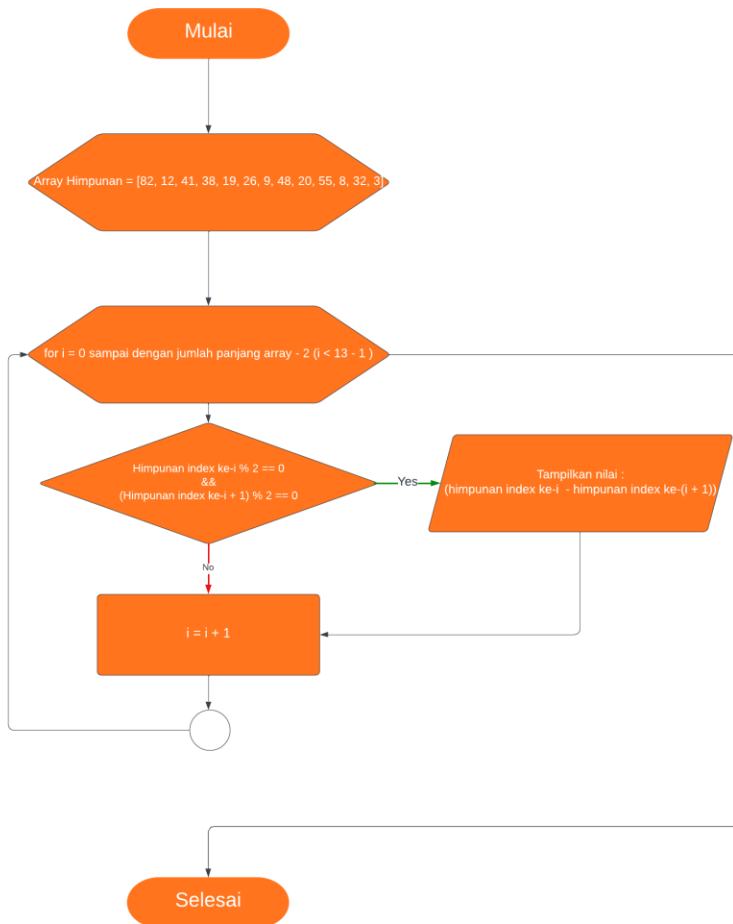 Mulai
Array Himpunan = [82, 12, 41, 38, 19, 26, 9, 48, 20, 55, 8, 32, 3]
for i = 0 sampai dengan jumlah panjang array - 2 (i < 13 - 1 )
Himpunan index ke-i % 2 == 0
&&
(Himpunan index ke-i + 1) % 2 == 0
Yes
Tampilkan nilai :
(himpunan index ke-i - himpunan index ke-(i + 1))
No
i = i + 1
Selesai